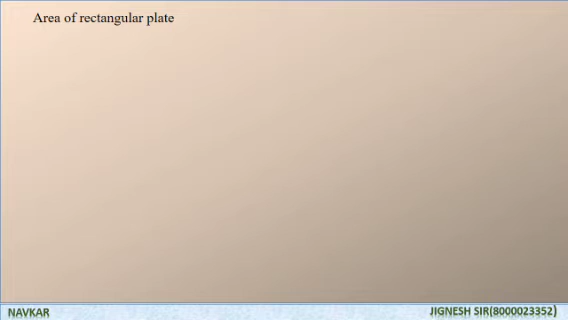 Area of rectangular plate
NAVKAR
JIGNESH SIR(8000023352)